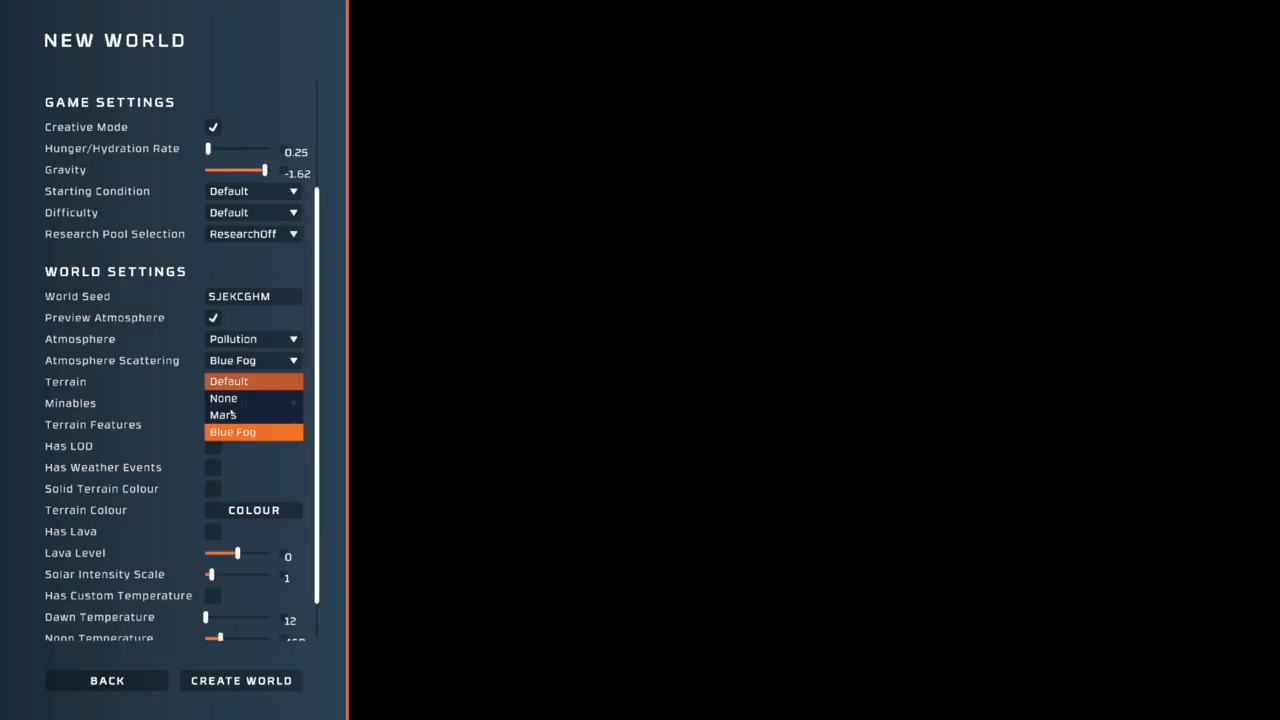 NEW WORLD
GAME SETTINGS
Creative Mode
Hunger/Hydration Rate 0.25
Gravity -1.62
Starting Condition Default
Difficulty Default
Research Pool Selection ResearchOff
WORLD SETTINGS
World Seed SJEKCGHM
Preview Atmosphere
Atmosphere Pollution
Atmosphere Scattering Blue Fog
Terrain Default
None
Minables
Mars
Terrain Features Blue Fog
Has LOD
Has Weather Events
Solid Terrain Colour
Terrain Colour COLOUR
Has Lava
Lava Level 0
Solar Intensity Scale 1
Has Custom Temperature
Dawn Temperature 12
Noon Temperature
BACK CREATE WORLD